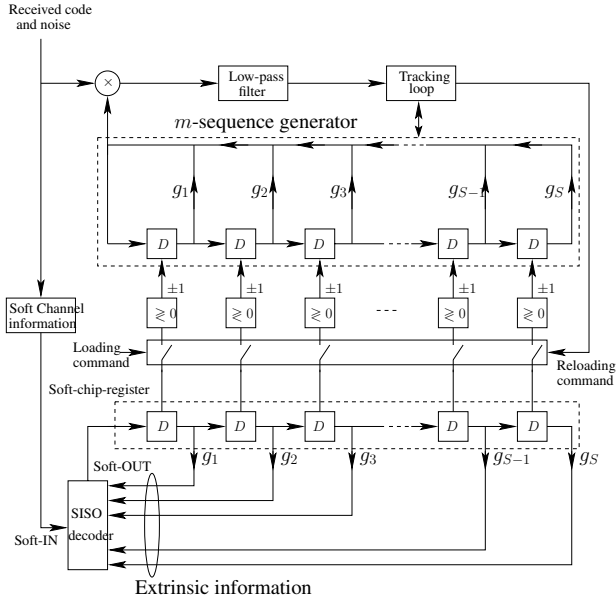 Received code
and noise
×
Low-pass
filter
Tracking
loop
m-sequence generator
g1 g2 g3 gS−1 gS
D D D D D
±1 ±1 ±1 ±1 ±1
Soft Channel
information
≷ 0 ≷ 0 ≷ 0 ≷ 0 ≷ 0
Loading
command
Reloading
command
Soft-chip-register
D D D D D
g1 g2 g3 gS−1 gS
Soft-OUT
SISO
decoder
Soft-IN
Extrinsic information